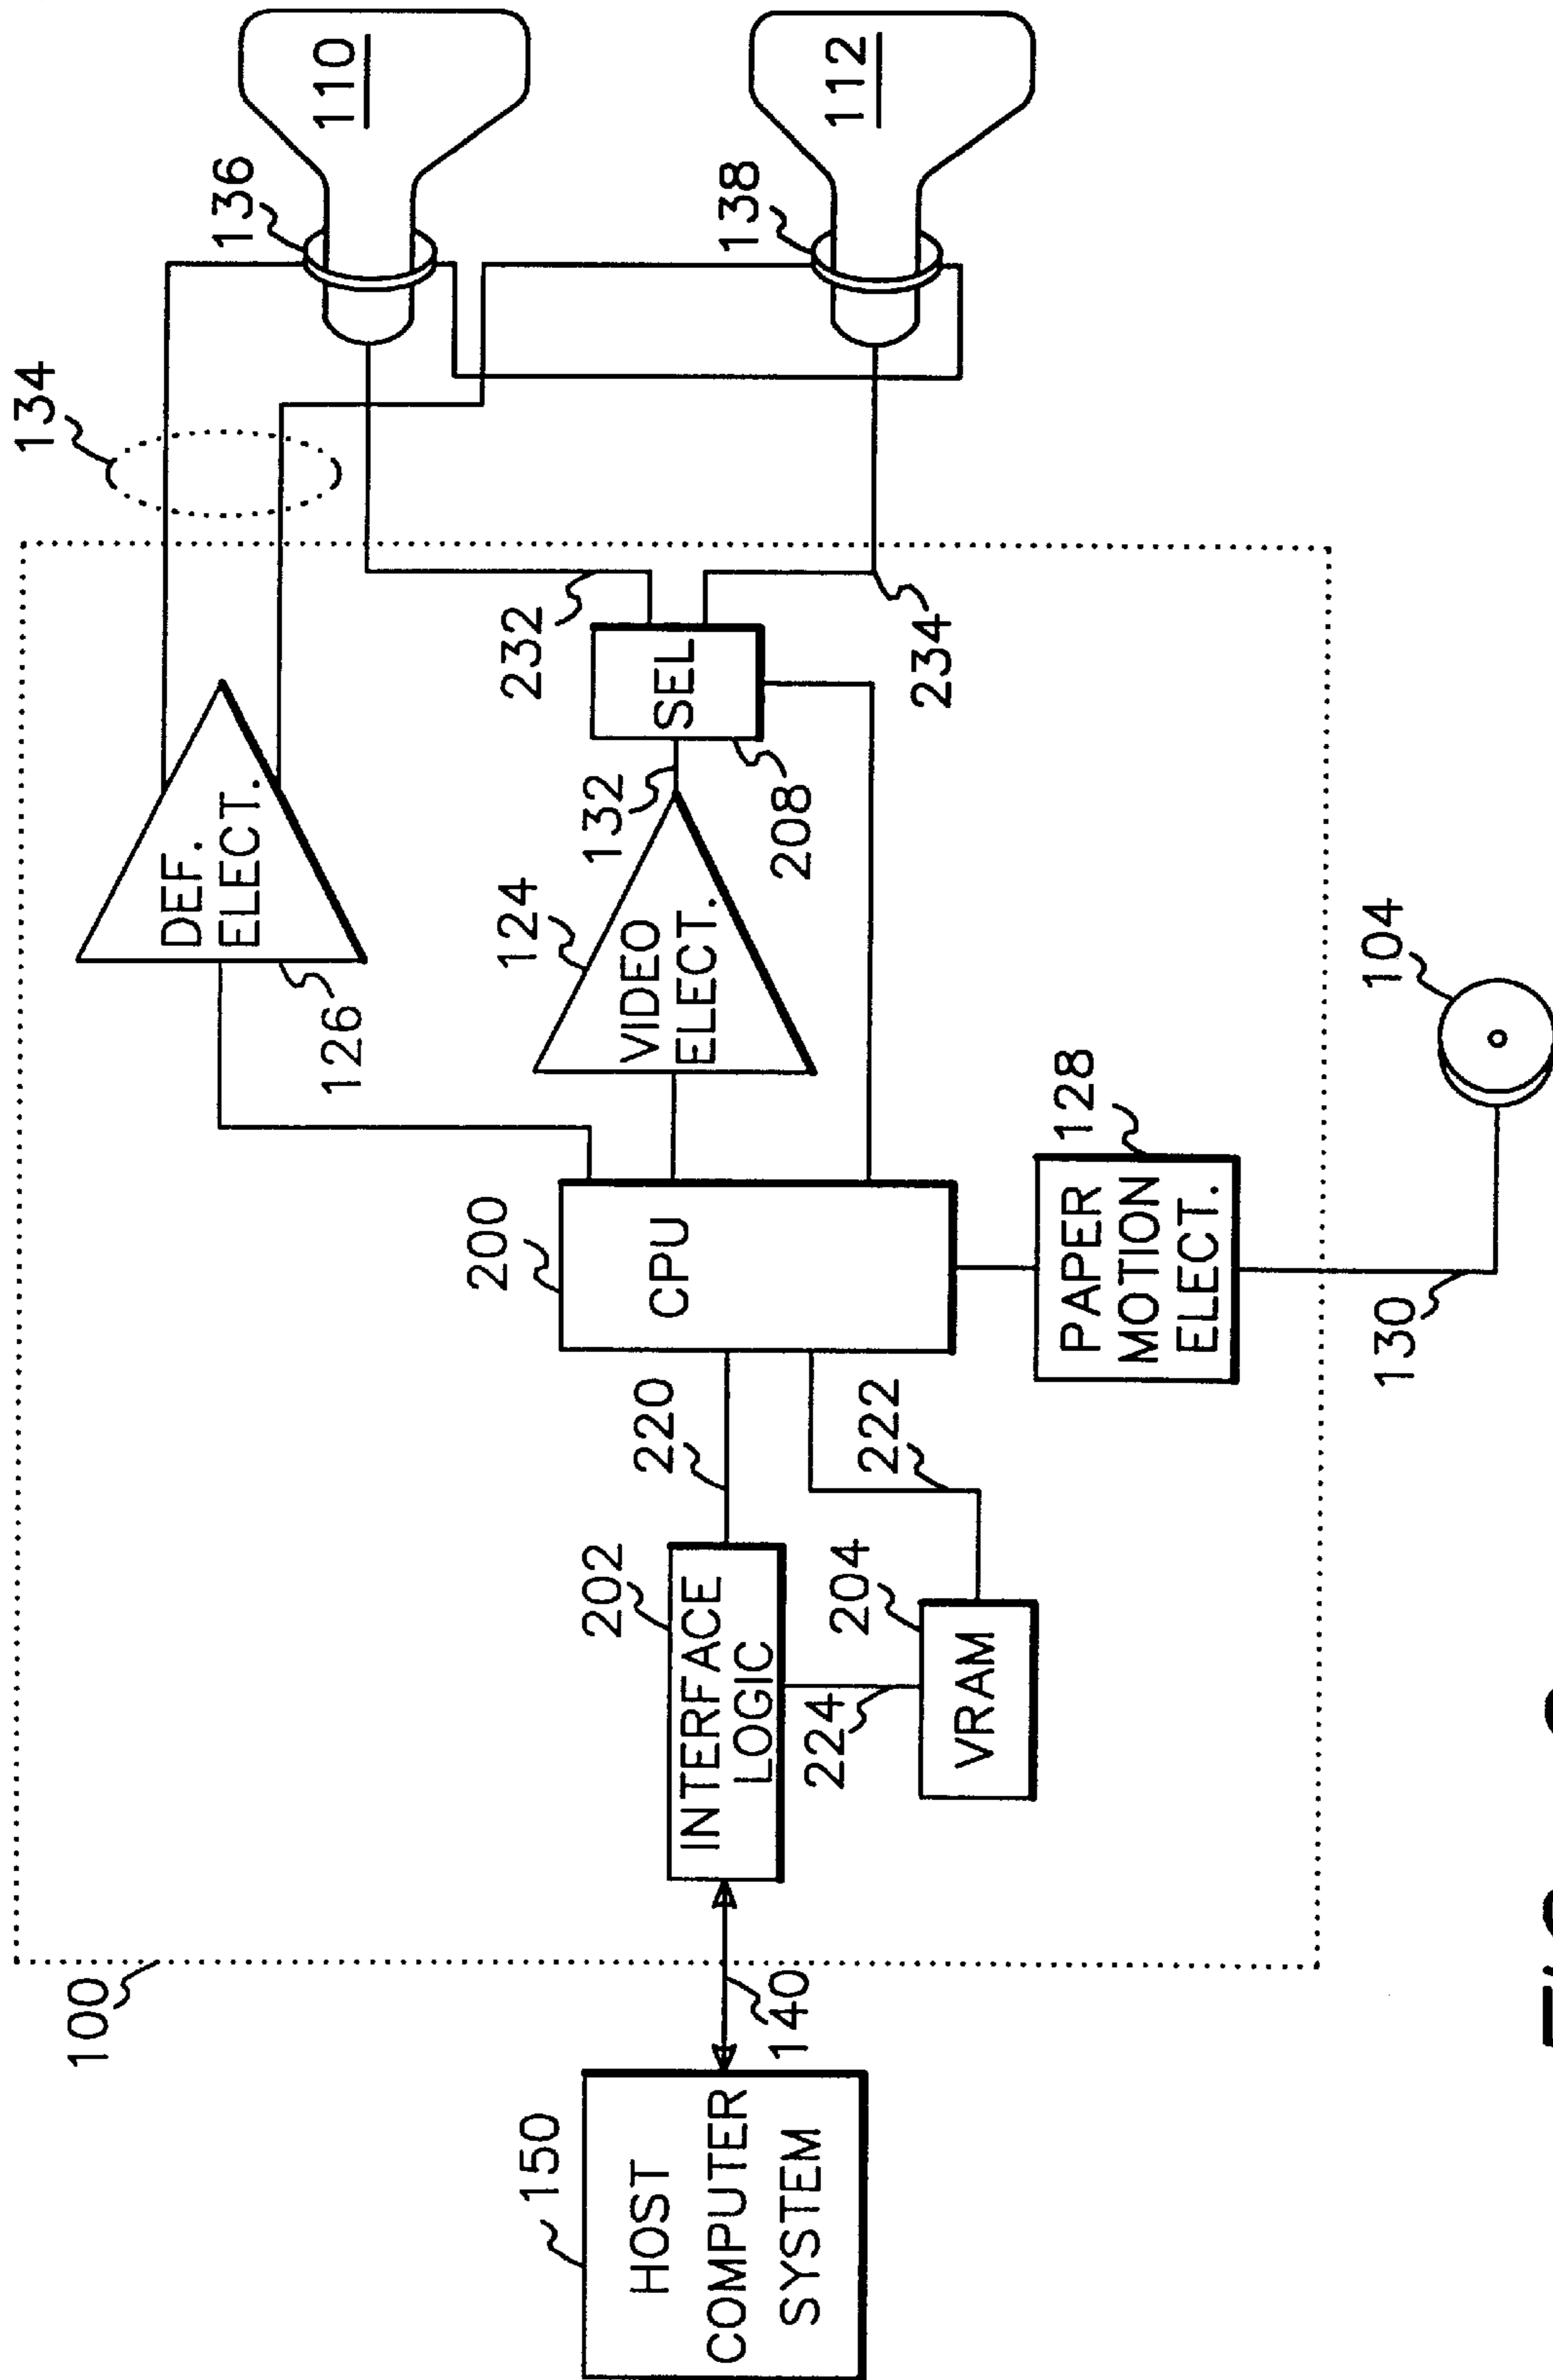 100
134
136
110
DEF.
ELECT.
126
232
138
112
150
HOST
COMPUTER
SYSTEM
140
202
INTERFACE
LOGIC
220
200
CPU
124
VIDEO
ELECT.
132
SEL
208
234
224
204
VRAM
222
128
PAPER
MOTION
ELECT.
130
104